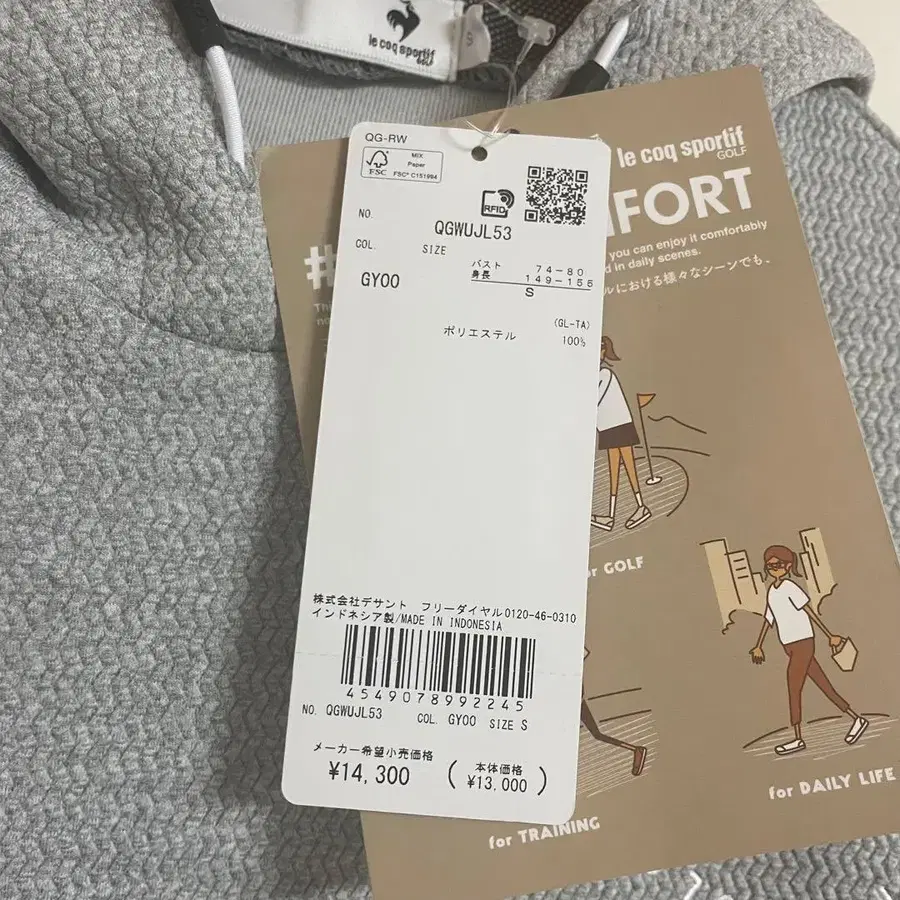 le coq sportif
GOLF
S
QG-RW
FSC
MIX
Paper
FSC® C151994
RFID
NO. QGWUJL53
COL. SIZE
GY00
バスト 74-80
身長 149-155
S
(GL-TA)
ポリエステル 100%
株式会社デサント フリーダイヤル0120-46-0310
インドネシア製/MADE IN INDONESIA
4549078992245
NO. QGWUJL53 COL. GY00 SIZE S
メーカー希望小売価格
¥14,300
(本体価格
¥13,000)
le coq sportif
GOLF
#
FORT
you can enjoy it comfortably
in daily scenes.
における様々なシーンでも、
GOLF
for TRAINING
for DAILY LIFE